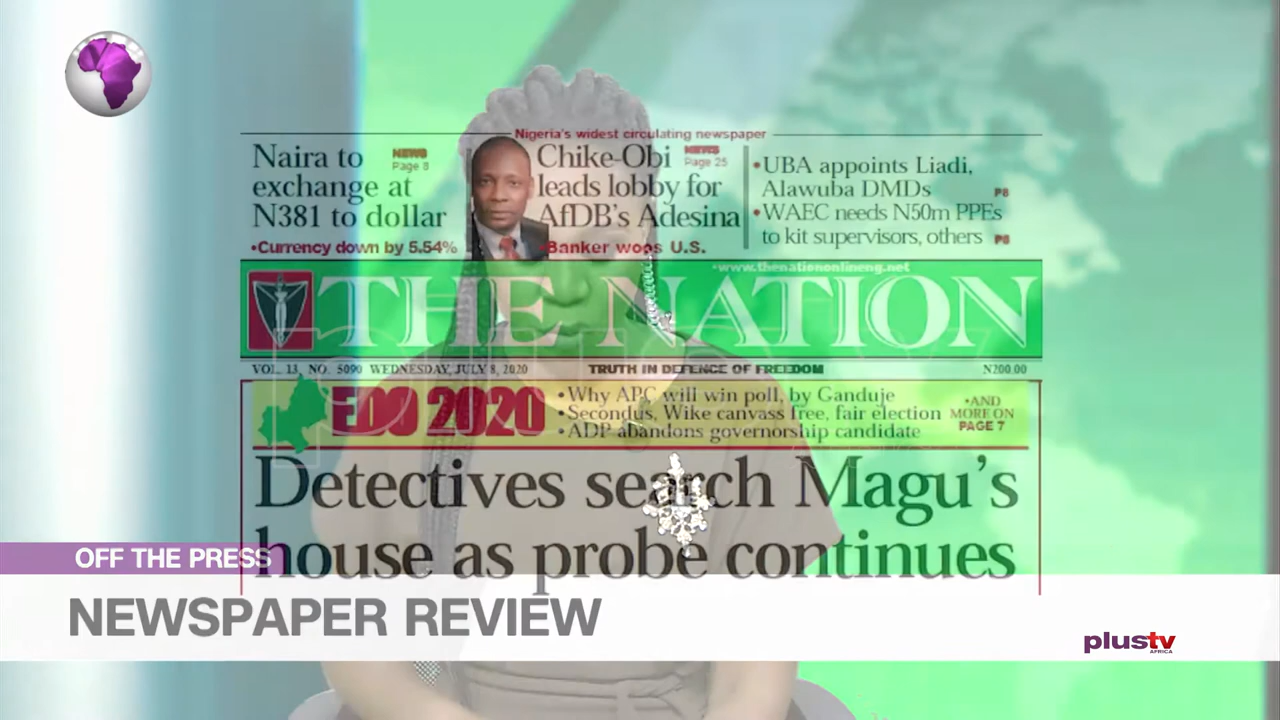 Nigeria's widest circulating newspaper
Naira to
exchange at
N381 to dollar
NEWS
Page 8
•Currency down by 5.54%
Chike-Obi
leads lobby for
AfDB's Adesina
NEWS
Page 25
•Banker woos U.S.
•UBA appoints Liadi,
Alawuba DMDs
P8
•WAEC needs N50m PPEs
to kit supervisors, others
P6
•www.thenationonlineng.net
THE NATION
VOL. 13, NO. 5090 WEDNESDAY, JULY 8, 2020
TRUTH IN DEFENCE OF FREEDOM
N200.00
EDO 2020
•Why APC will win poll, by Ganduje
•Secondus, Wike canvass free, fair election
•ADP abandons governorship candidate
•AND
MORE ON
PAGE 7
Detectives search Magu's
house as probe continues
OFF THE PRESS
NEWSPAPER REVIEW
plustv
AFRICA